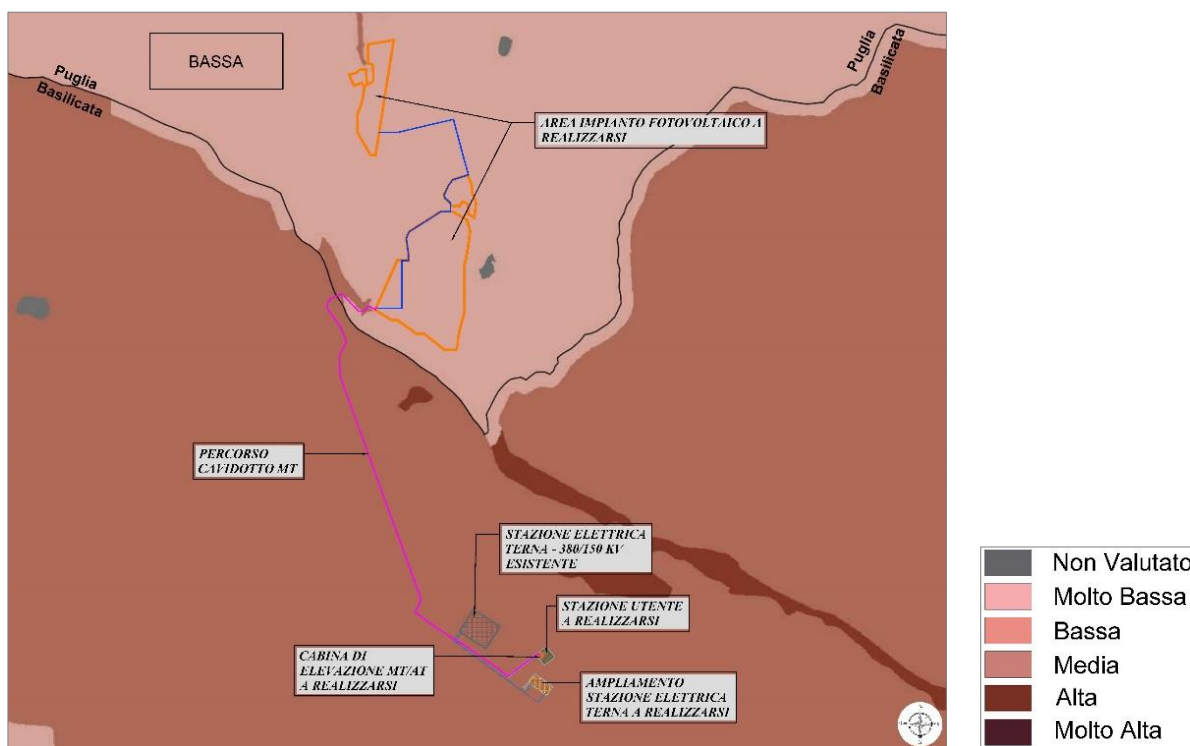 BASSA
Puglia
Basilicata
Puglia
Basilicata
AREA IMPIANTO FOTOVOLTAICO A
REALIZZARSI
PERCORSO
CAVIDOTTO MT
STAZIONE ELETTRICA
TERNA - 380/150 KV
ESISTENTE
STAZIONE UTENTE
A REALIZZARSI
CABINA DI
ELEVAZIONE MT/AT
A REALIZZARSI
AMPLIAMENTO
STAZIONE ELETTRICA
TERNA A REALIZZARSI
Non Valutato
Molto Bassa
Bassa
Media
Alta
Molto Alta